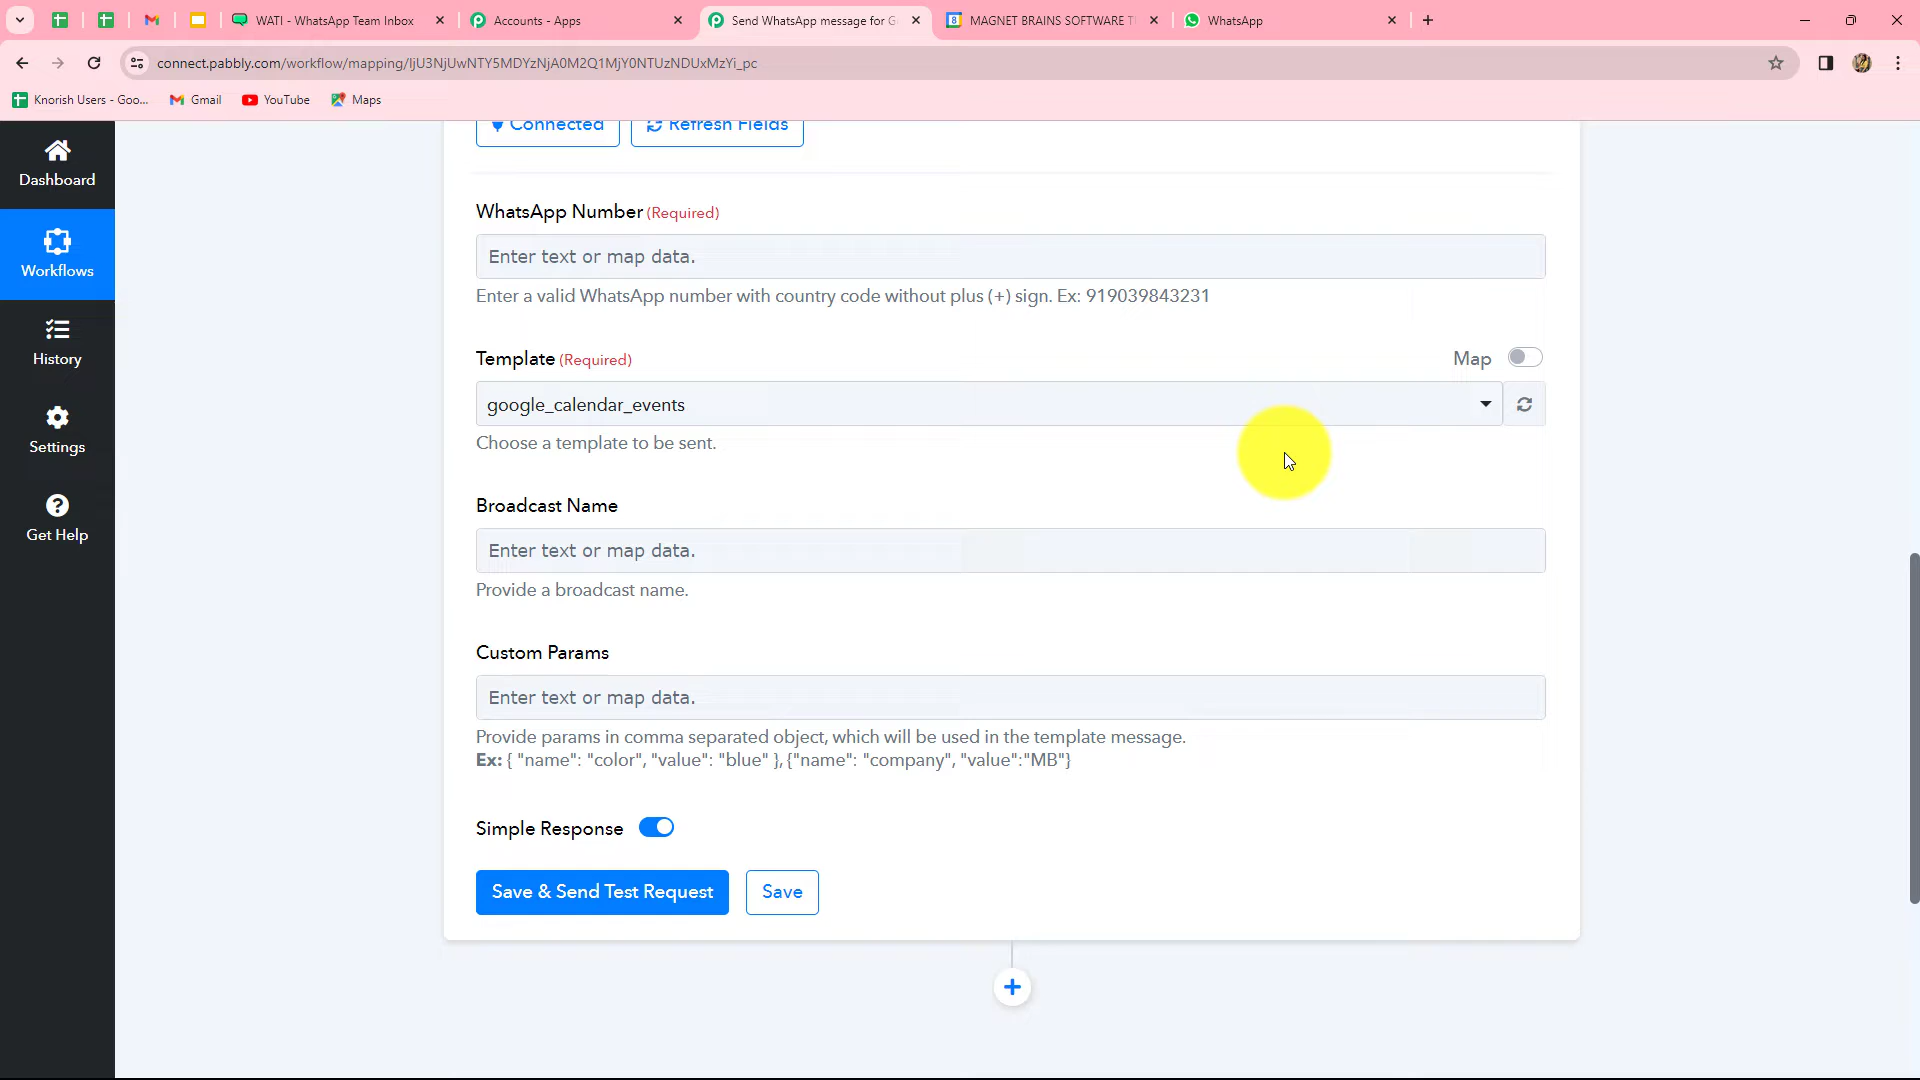 WATI - WhatsApp Team Inbox
Accounts - Apps
Send WhatsApp message for G
MAGNET BRAINS SOFTWARE T
WhatsApp
connect.pabbly.com/workflow/mapping/IjU3NjUwNTY5MDYzNjA0M2Q1MjY0NTUzNDUxMzYi_pc
Knorish Users - Goo...
Gmail
YouTube
Maps
Dashboard
Workflows
History
Settings
Get Help
Connected
Refresh Fields
WhatsApp Number (Required)
Enter text or map data.
Enter a valid WhatsApp number with country code without plus (+) sign. Ex: 919039843231
Template (Required)
Map
google_calendar_events
Choose a template to be sent.
Broadcast Name
Enter text or map data.
Provide a broadcast name.
Custom Params
Enter text or map data.
Provide params in comma separated object, which will be used in the template message.
Ex: { "name": "color", "value": "blue" }, {"name": "company", "value":"MB"}
Simple Response
Save & Send Test Request
Save